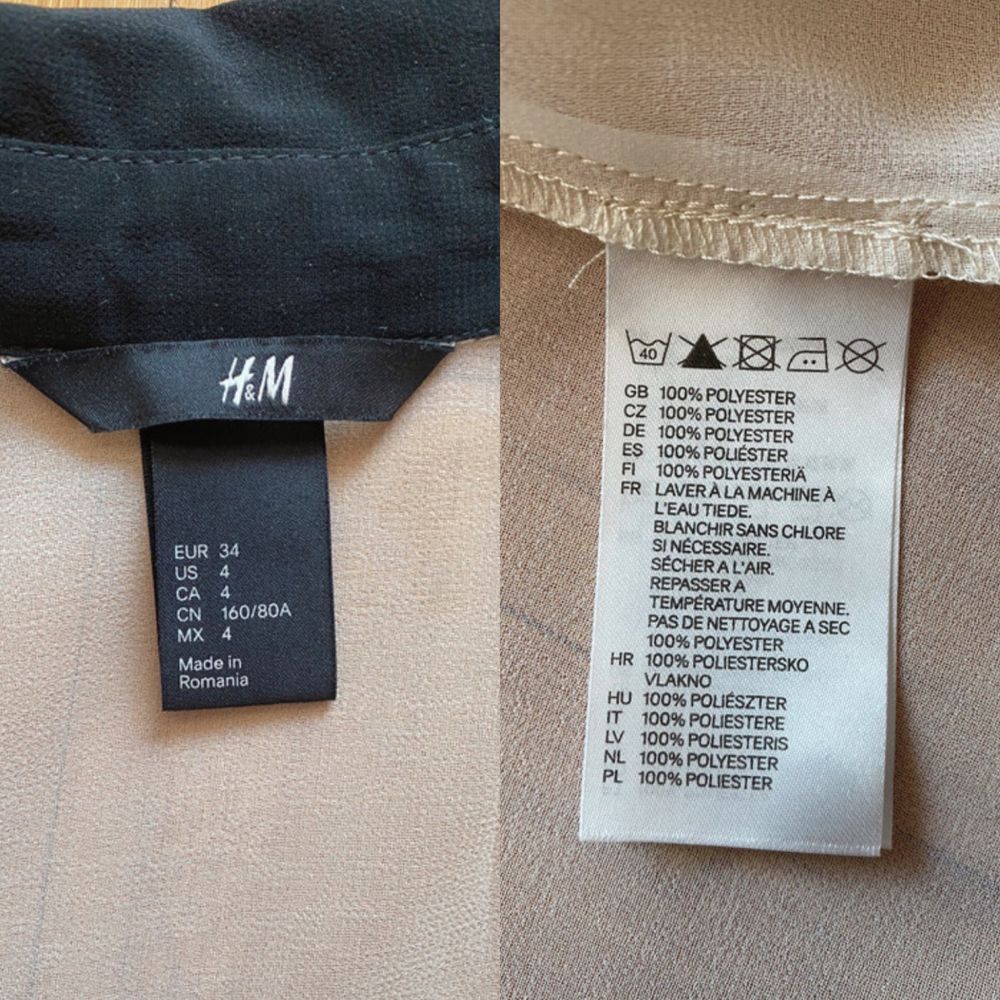 H&M
EUR 34
US 4
CA 4
CN 160/80A
MX 4
Made in
Romania
40
GB 100% POLYESTER
CZ 100% POLYESTER
DE 100% POLYESTER
ES 100% POLIÉSTER
FI 100% POLYESTERIÄ
FR LAVER À LA MACHINE À
L'EAU TIEDE.
BLANCHIR SANS CHLORE
SI NÉCESSAIRE.
SÉCHER A L'AIR.
REPASSER A
TEMPÉRATURE MOYENNE.
PAS DE NETTOYAGE A SEC
100% POLYESTER
HR 100% POLIESTERSKO
VLAKNO
HU 100% POLIÉSZTER
IT 100% POLIESTERE
LV 100% POLIESTERIS
NL 100% POLYESTER
PL 100% POLIESTER